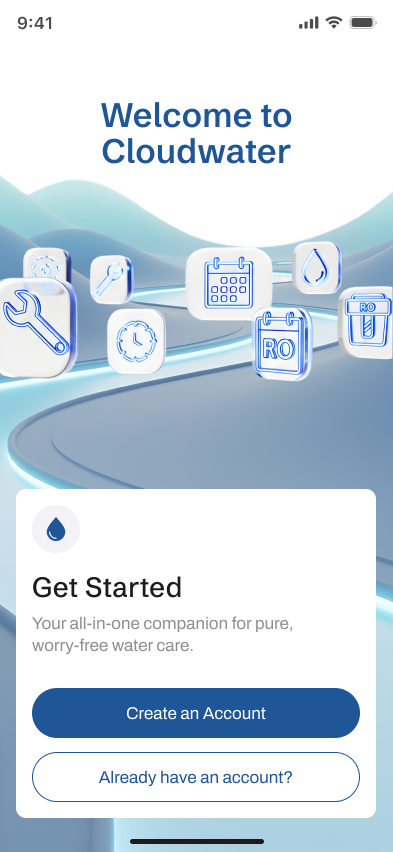 9:41
Welcome to
Cloudwater
RO
RO
Get Started
Your all-in-one companion for pure,
worry-free water care.
Create an Account
Already have an account?